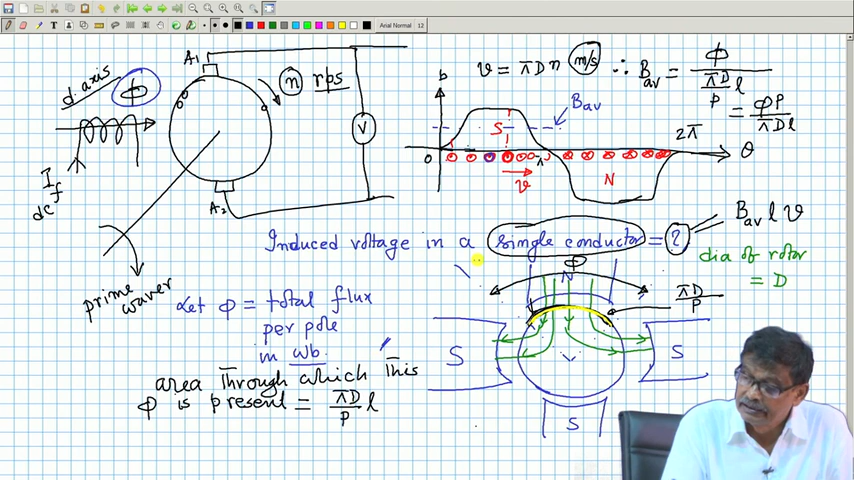 Arial Normal 12
d. axis
ϕ
I_f
dc
A1
A2
n rps
V
prime mover
v = πDn m/s ∴ B_av = ϕ / (πD/P) l
= ϕP / πDl
b
B_av
S
0
π
2π
θ
v
N
Induced voltage in a single conductor = ?
B_av l v
dia of rotor
= D
Let ϕ = total flux
per pole
in wb.
area through which this
ϕ is present = πD/P l
ϕ
N
πD/P
S
S
S